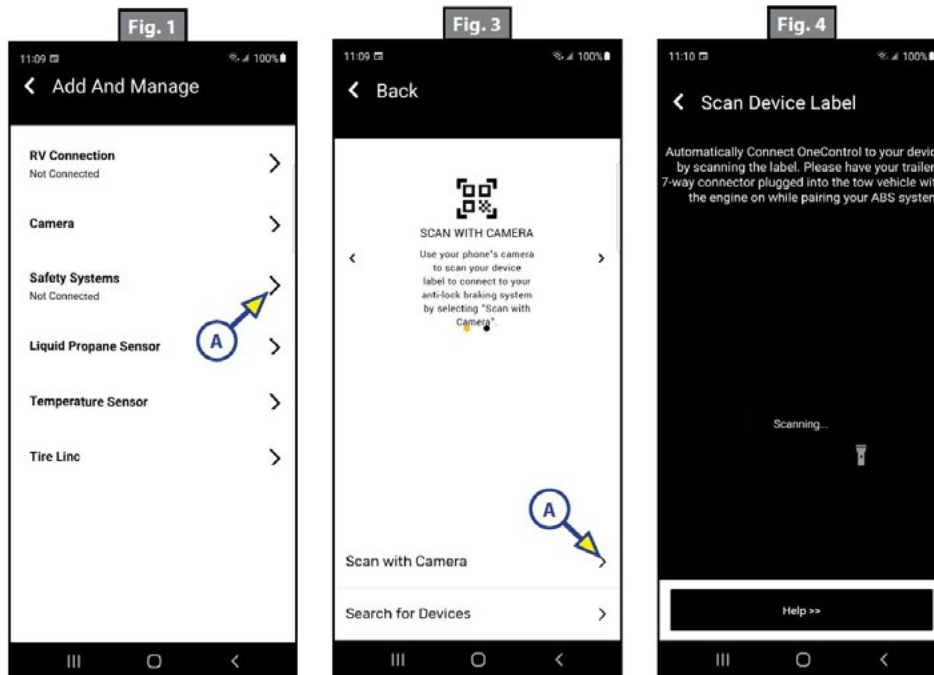 Fig. 1
11:09 100%
Add And Manage
RV Connection
Not Connected
Camera
Safety Systems
Not Connected
A
Liquid Propane Sensor
Temperature Sensor
Tire Linc
Fig. 3
11:09 100%
Back
SCAN WITH CAMERA
Use your phone's camera
to scan your device
label to connect to your
anti-lock braking system
by selecting "Scan with
Camera".
A
Scan with Camera
Search for Devices
Fig. 4
11:10 100%
Scan Device Label
Automatically Connect OneControl to your devic
by scanning the label. Please have your trailer
7-way connector plugged into the tow vehicle wit
the engine on while pairing your ABS system
Scanning...
Help >>